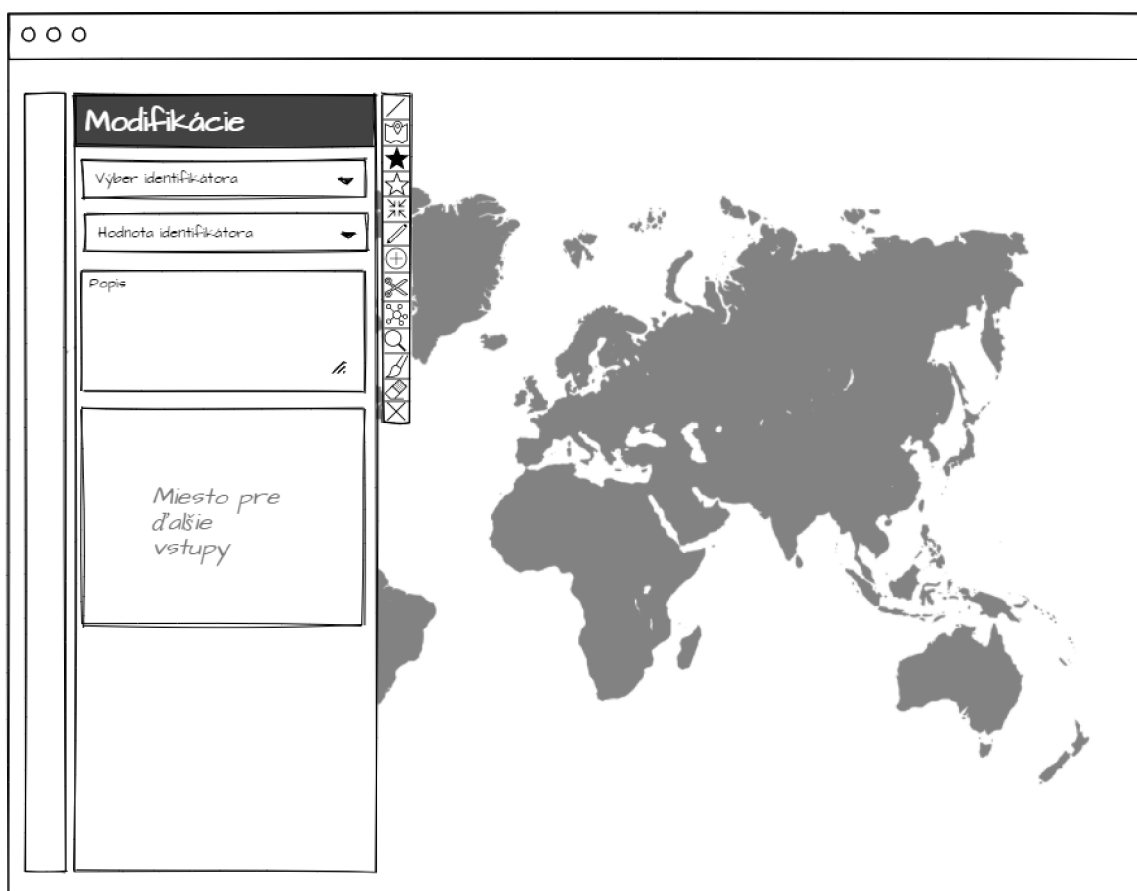 Modifikácie
Výber identifikátora
Hodnota identifikátora
Popis
Miesto pre
ďalšie
vstupy